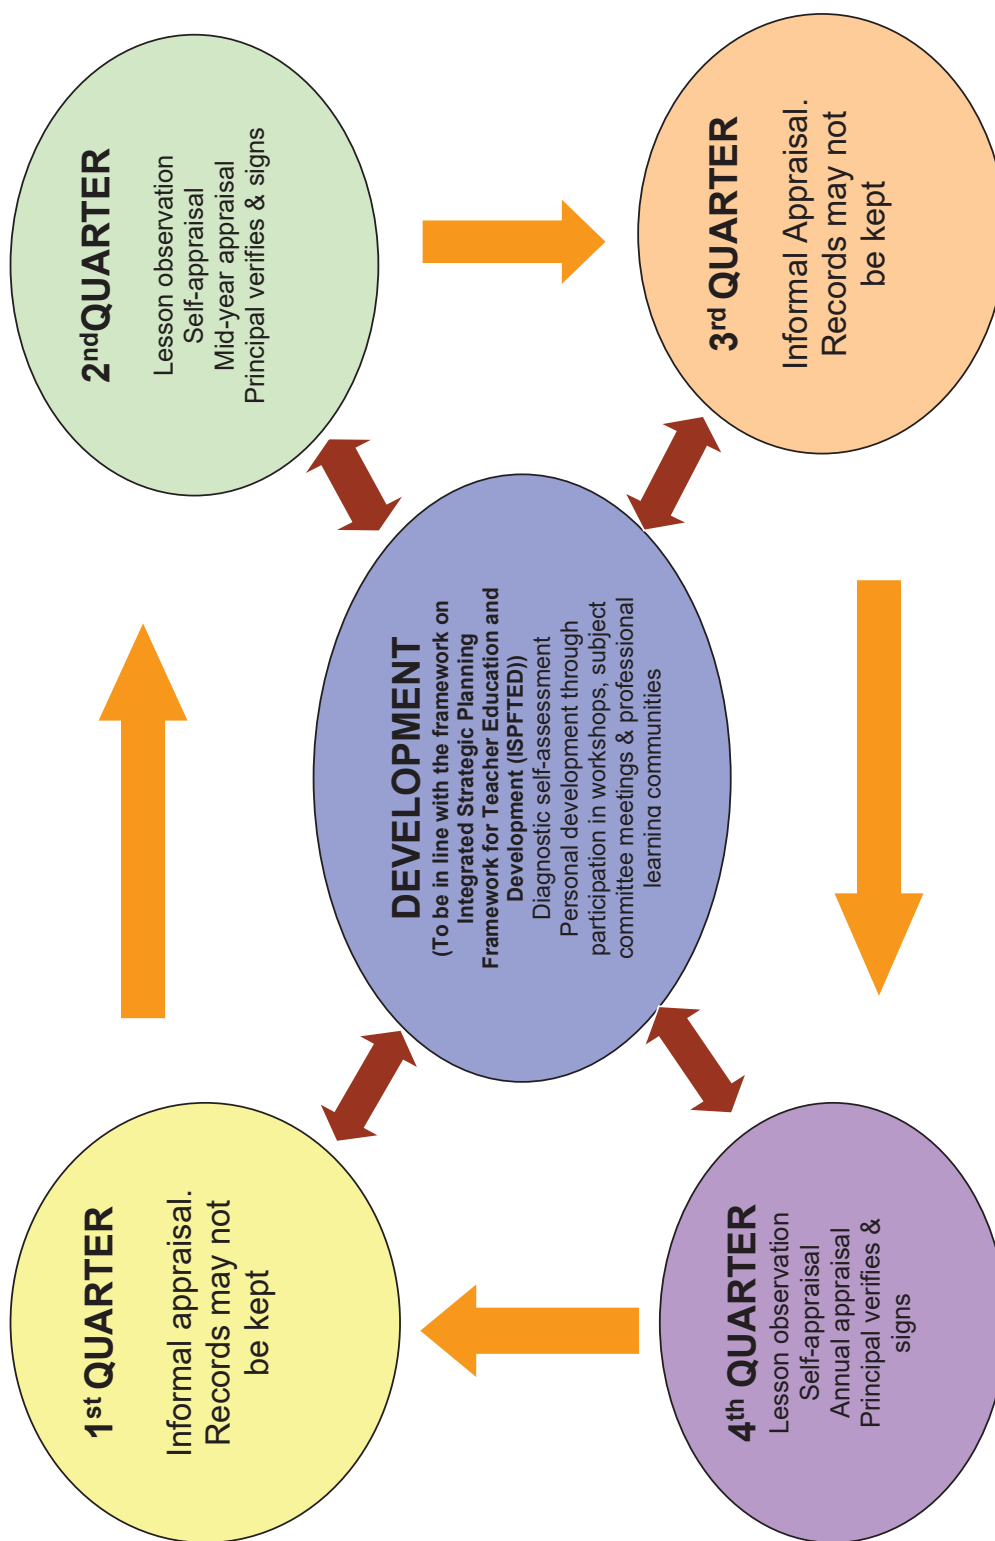 1st QUARTER
Informal appraisal.
Records may not
be kept
2ndQUARTER
Lesson observation
Self-appraisal
Mid-year appraisal
Principal verifies & signs
DEVELOPMENT
(To be in line with the framework on
Integrated Strategic Planning
Framework for Teacher Education and
Development (ISPFTED))
Diagnostic self-assessment
Personal development through
participation in workshops, subject
committee meetings & professional
learning communities
4th QUARTER
Lesson observation
Self-appraisal
Annual appraisal
Principal verifies &
signs
3rd QUARTER
Informal Appraisal.
Records may not
be kept